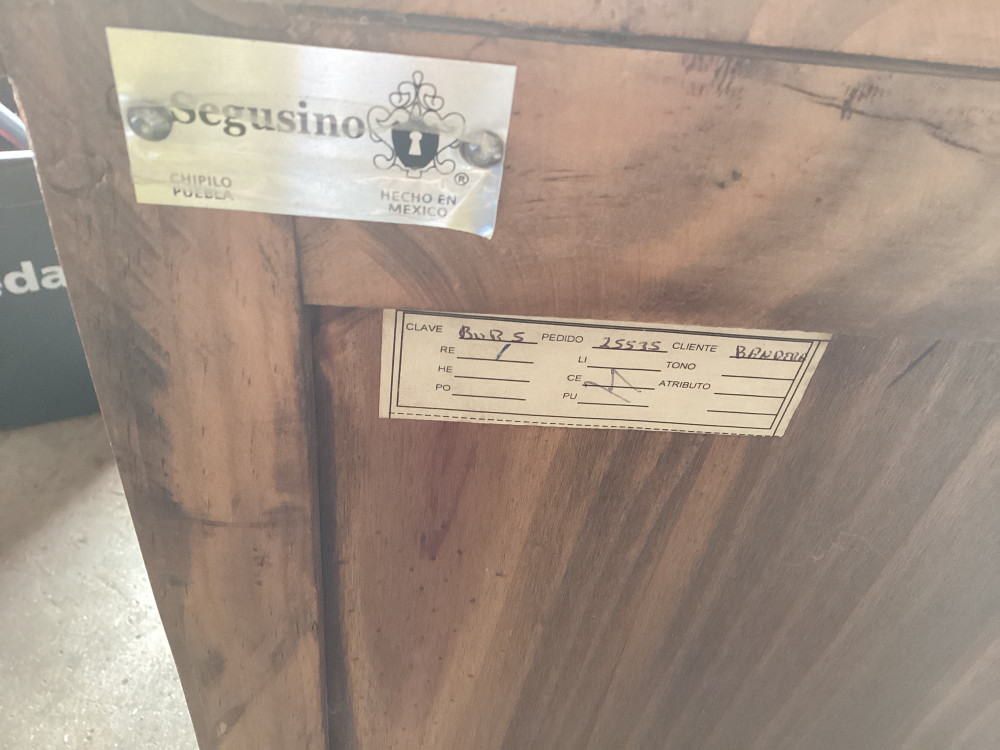 Segusino
®
CHIPILO
PUEBLA
HECHO EN
MEXICO
eda
CLAVE BURS PEDIDO 25535 CLIENTE
RE LI TONO
HE CE ATRIBUTO
PO PU